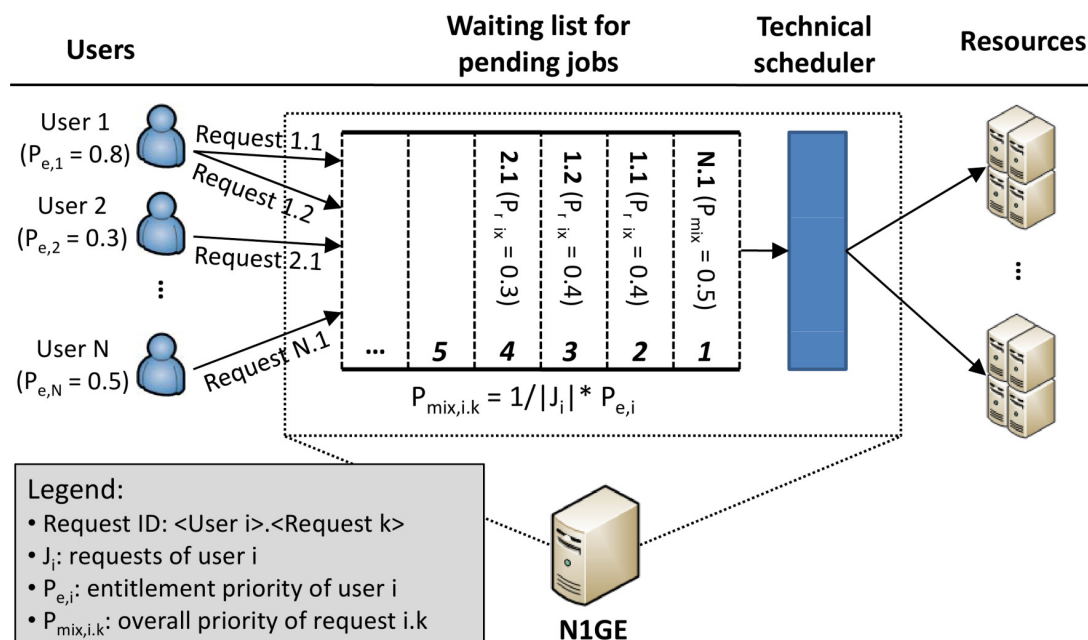 Users
Waiting list for
pending jobs
Technical
scheduler
Resources
User 1
(Pe,1 = 0.8)
Request 1.1
Request 1.2
User 2
(Pe,2 = 0.3)
Request 2.1
...
User N
(Pe,N = 0.5)
Request N.1
2.1 (Pr ix = 0.3)
1.2 (Pr ix = 0.4)
1.1 (Pr ix = 0.4)
N.1 (Pmix = 0.5)
... 5 4 3 2 1
Pmix,i.k = 1/|Ji| * Pe,i
...
Legend:
• Request ID: <User i>.<Request k>
• Ji: requests of user i
• Pe,i: entitlement priority of user i
• Pmix,i.k: overall priority of request i.k
N1GE